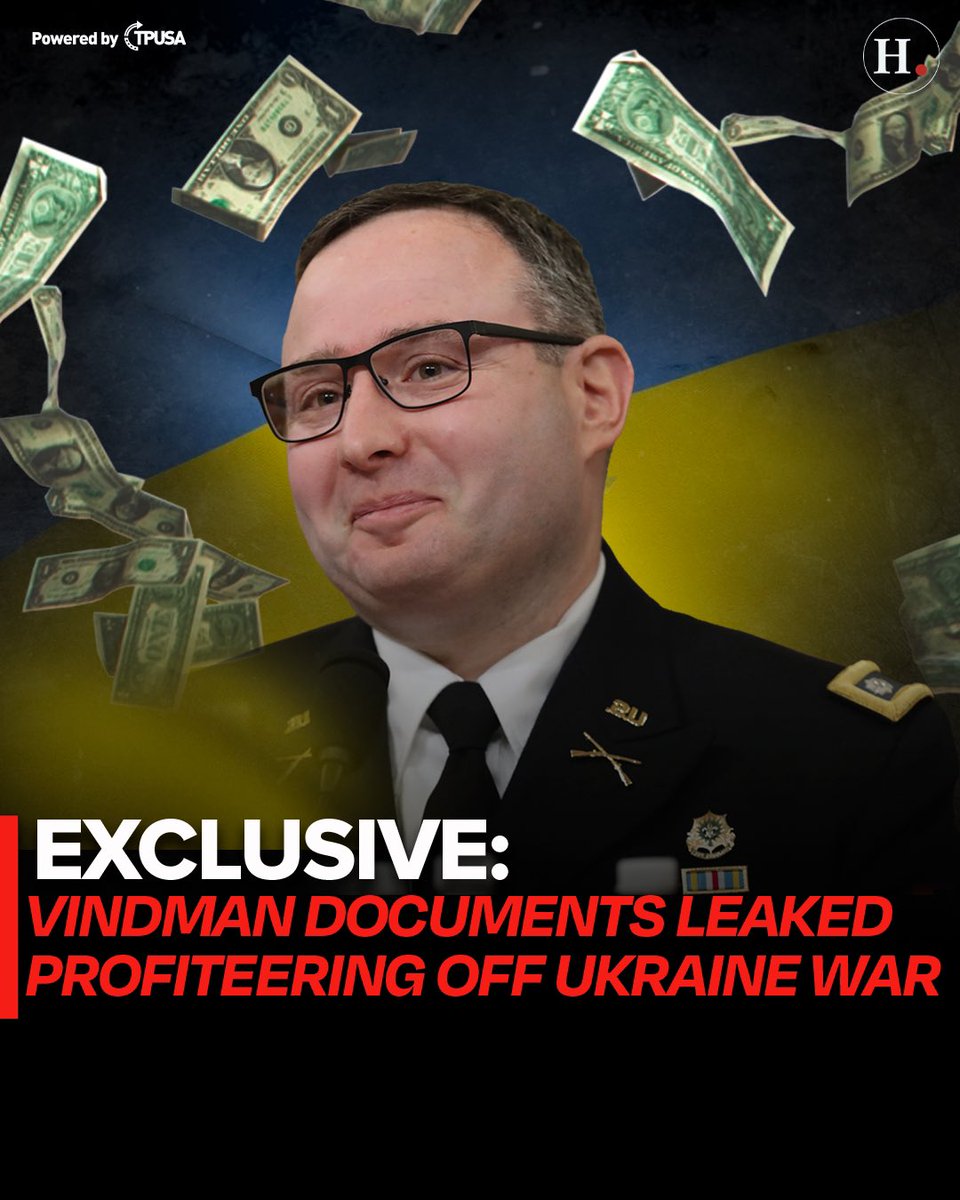 Powered by TPUSA
H.
EXCLUSIVE:
VINDMAN DOCUMENTS LEAKED
PROFITEERING OFF UKRAINE WAR